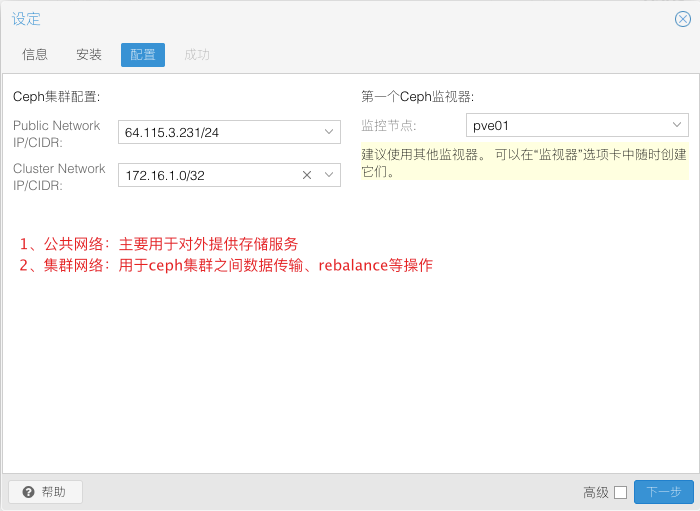 设定
信息 安装 配置 成功
Ceph集群配置: 第一个Ceph监视器:
Public Network IP/CIDR: 64.115.3.231/24 监控节点: pve01
Cluster Network IP/CIDR: 172.16.1.0/32
建议使用其他监视器。 可以在“监视器”选项卡中随时创建
它们。
1、公共网络：主要用于对外提供存储服务
2、集群网络：用于ceph集群之间数据传输、rebalance等操作
帮助 高级 下一步